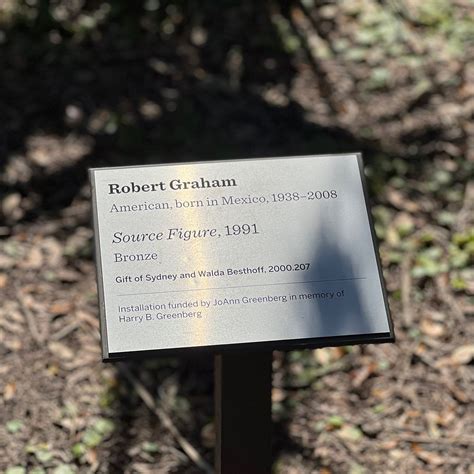 Robert Graham
American, born in Mexico, 1938–2008
Source Figure, 1991
Bronze
Gift of Sydney and Walda Besthoff, 2000.207
Installation funded by JoAnn Greenberg in memory of
Harry B. Greenberg